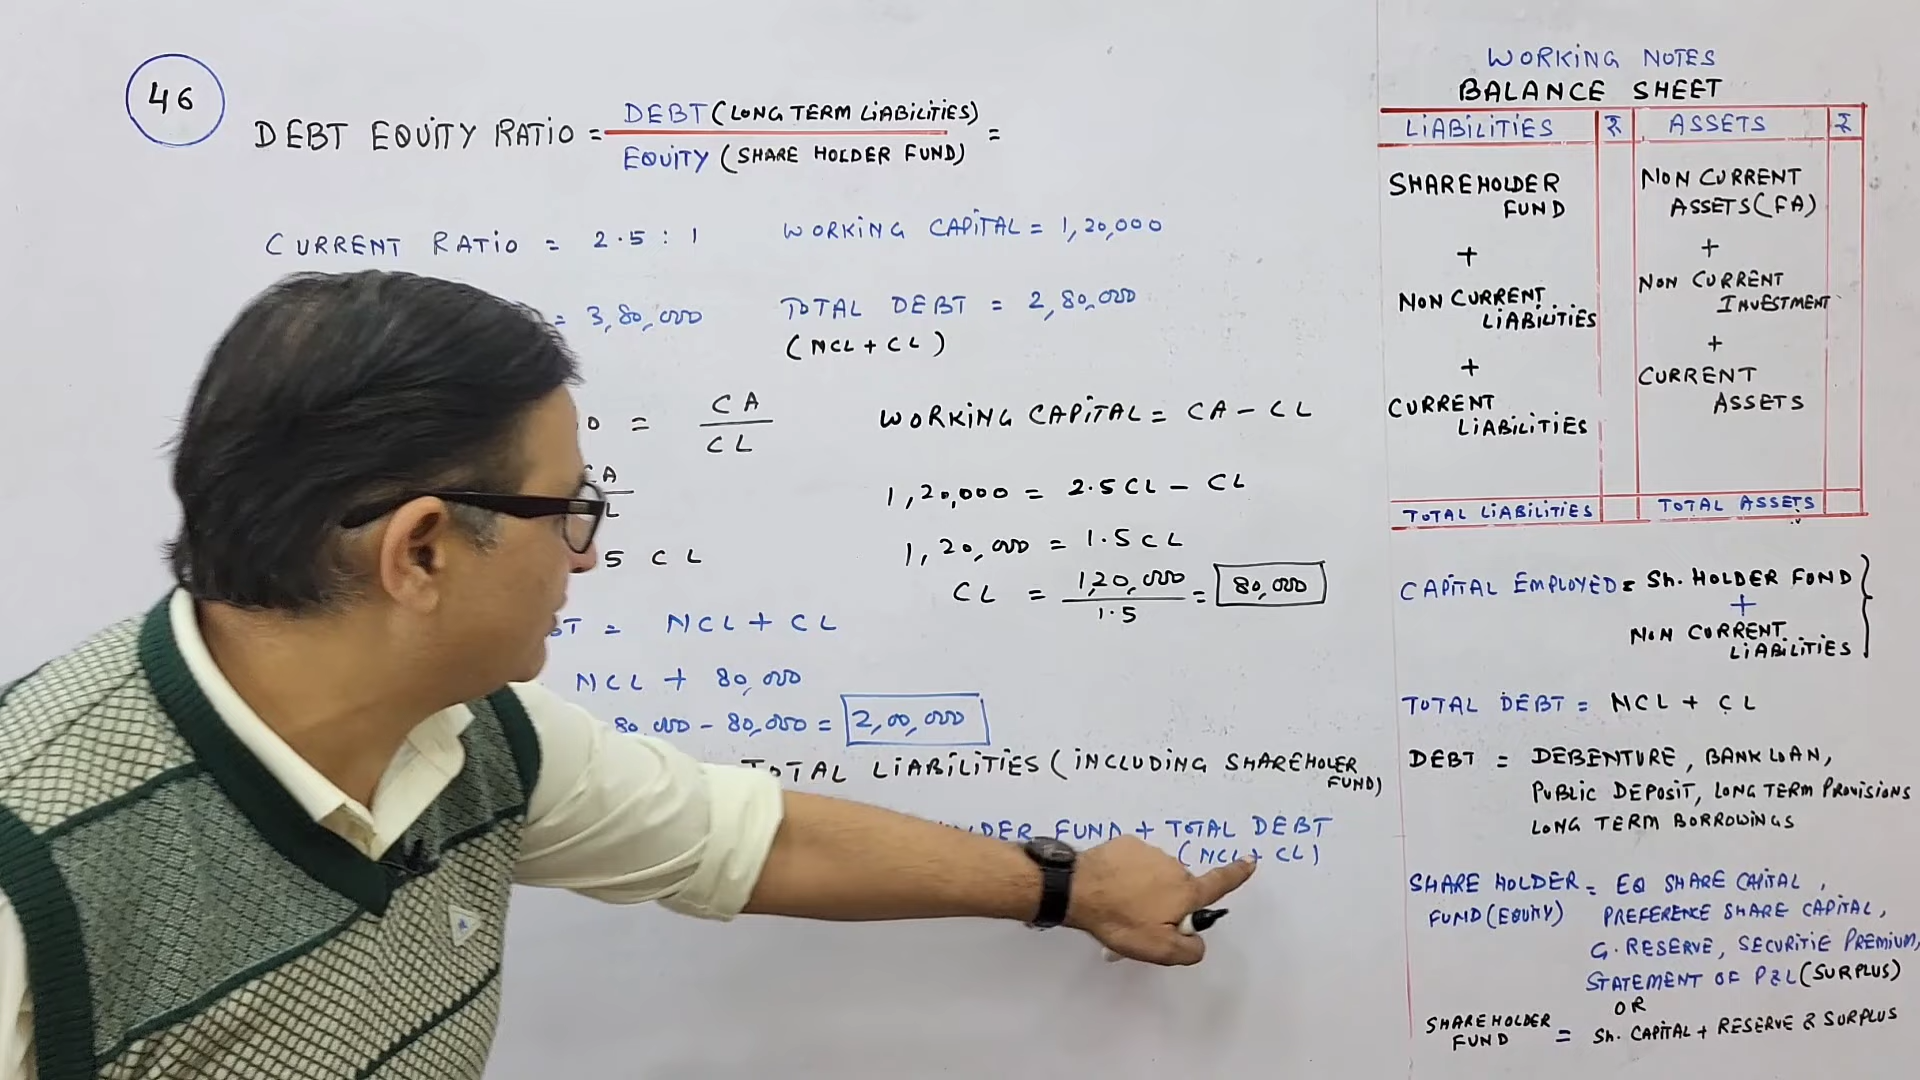 46
DEBT EQUITY RATIO = DEBT (LONG TERM LIABILITIES) =
EQUITY (SHARE HOLDER FUND)
CURRENT RATIO = 2.5 : 1
WORKING CAPITAL = 1,20,000
= 3,80,000
TOTAL DEBT = 2,80,000
(NCL + CL)
O = CA
CL
CA
L
5 CL
WORKING CAPITAL = CA - CL
1,20,000 = 2.5 CL - CL
1,20,000 = 1.5 CL
CL = 1,20,000 = 80,000
1.5
BT = NCL + CL
NCL + 80,000
80,000 - 80,000 = 2,00,000
TOTAL LIABILITIES (INCLUDING SHAREHOLER
FUND)
DER FUND + TOTAL DEBT
(NCL + CL)
WORKING NOTES
BALANCE SHEET
LIABILITIES ₹ ASSETS ₹
SHAREHOLDER
FUND
+
NON CURRENT
LIABILITIES
+
CURRENT
LIABILITIES
TOTAL LIABILITIES
NON CURRENT
ASSETS (FA)
+
NON CURRENT
INVESTMENT
+
CURRENT
ASSETS
TOTAL ASSETS
CAPITAL EMPLOYED = Sh. HOLDER FUND
+
NON CURRENT
LIABILITIES
TOTAL DEBT = NCL + CL
DEBT = DEBENTURE, BANK LOAN,
PUBLIC DEPOSIT, LONG TERM PROVISIONS
LONG TERM BORROWINGS
SHARE HOLDER = EQ SHARE CAPITAL,
FUND (EQUITY) PREFERENCE SHARE CAPITAL,
G. RESERVE, SECURITIE PREMIUM,
STATEMENT OF P&L (SURPLUS)
OR
SHAREHOLDER
FUND = Sh. CAPITAL + RESERVE & SURPLUS